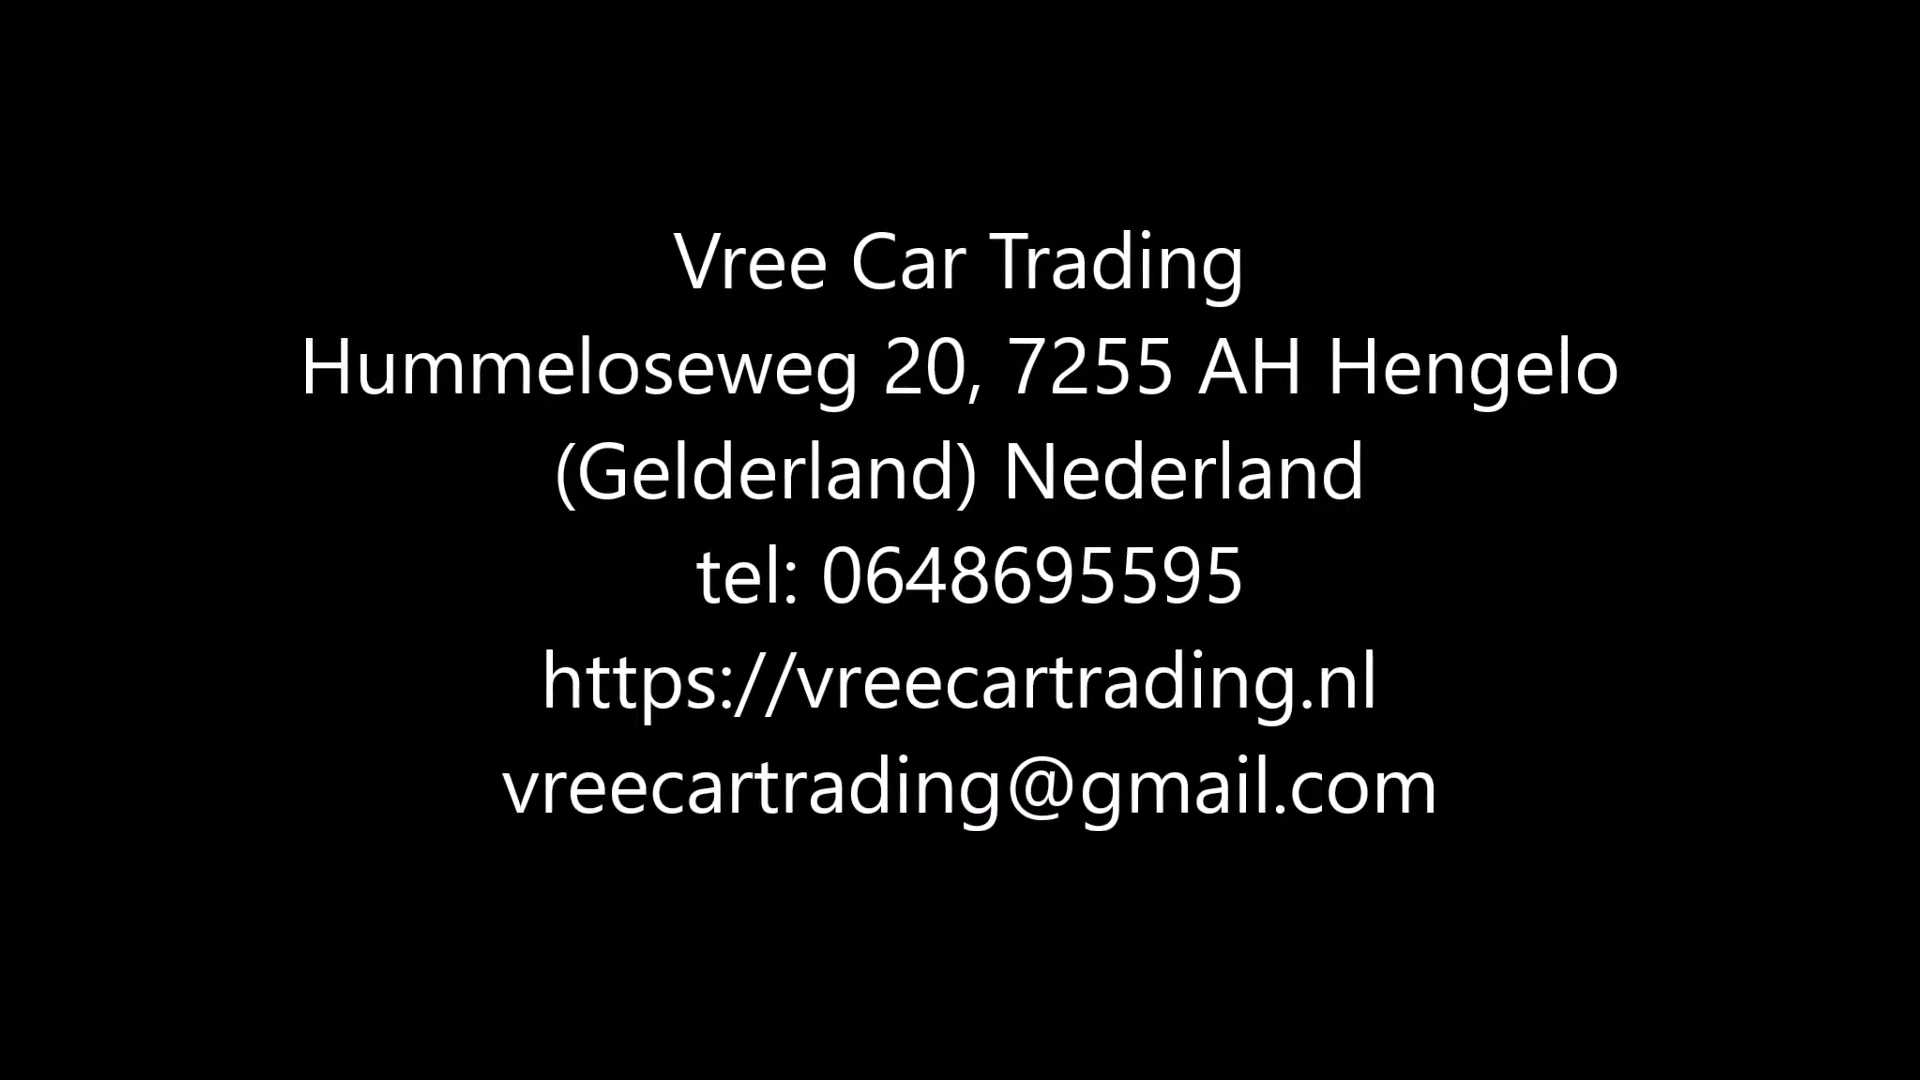 Vree Car Trading
Hummeloseweg 20, 7255 AH Hengelo
(Gelderland) Nederland
tel: 0648695595
https://vreecartrading.nl
vreecartrading@gmail.com